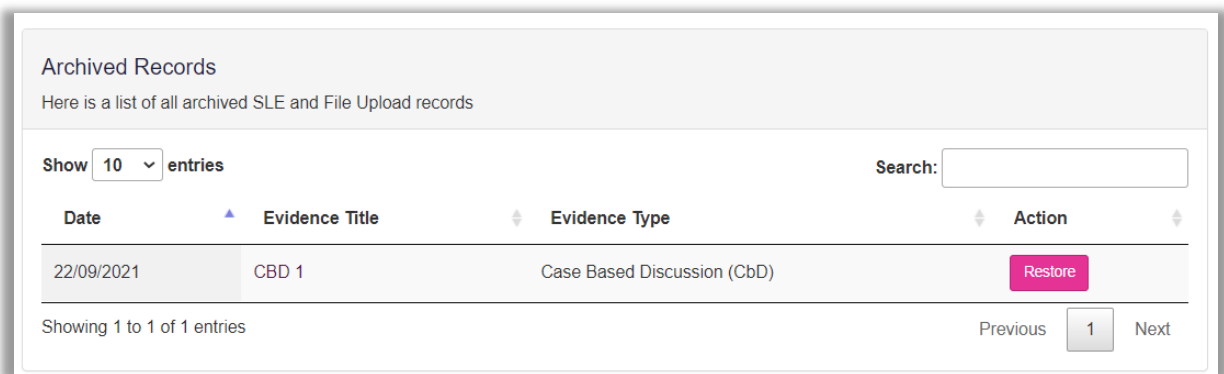 Archived Records
Here is a list of all archived SLE and File Upload records
Show 10 entries Search:
Date Evidence Title Evidence Type Action
22/09/2021 CBD 1 Case Based Discussion (CbD) Restore
Showing 1 to 1 of 1 entries Previous 1 Next